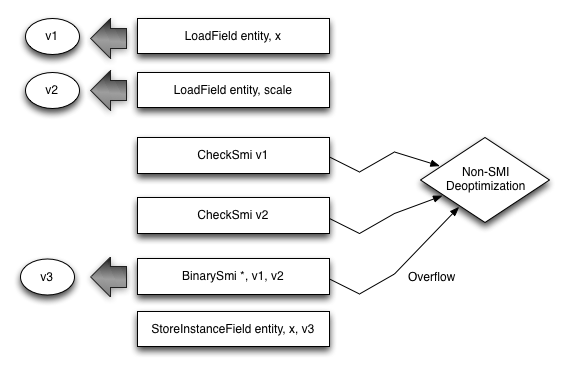 v1
LoadField entity, x
v2
LoadField entity, scale
CheckSmi v1
Non-SMI
Deoptimization
CheckSmi v2
v3
BinarySmi *, v1, v2
Overflow
StoreInstanceField entity, x, v3